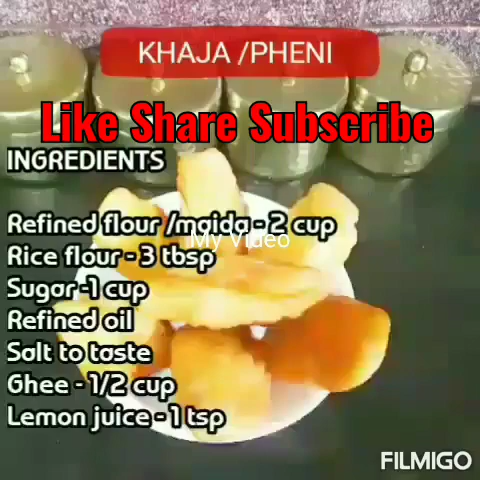 KHAJA /PHENI
Like Share Subscribe
INGREDIENTS
Refined flour /maida - 2 cup
My Video
Rice flour - 3 tbsp
Sugar -1 cup
Refined oil
Salt to taste
Ghee - 1/2 cup
Lemon juice - 1 tsp
FILMIGO